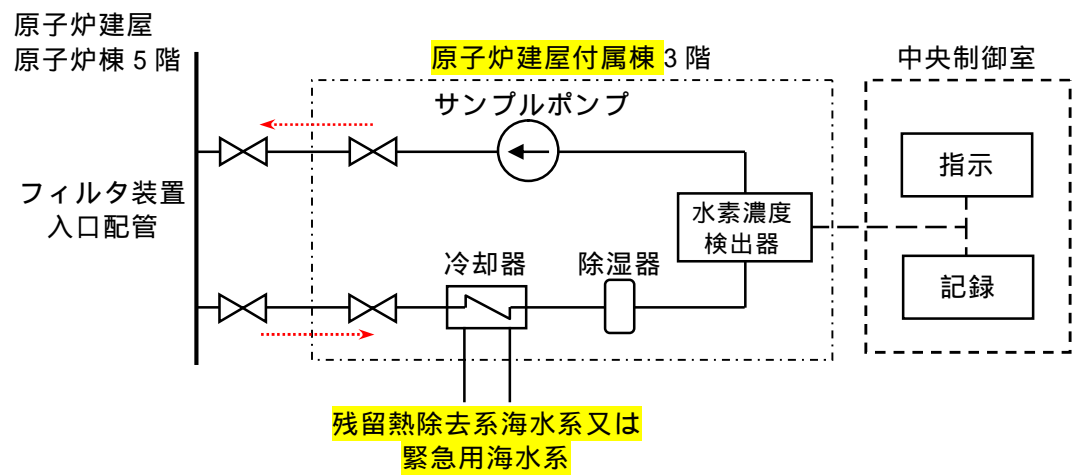 原子炉建屋
原子炉棟5階
原子炉建屋付属棟3階
中央制御室
サンプルポンプ
指示
フィルタ装置
入口配管
水素濃度
検出器
冷却器
除湿器
記録
残留熱除去系海水系又は
緊急用海水系